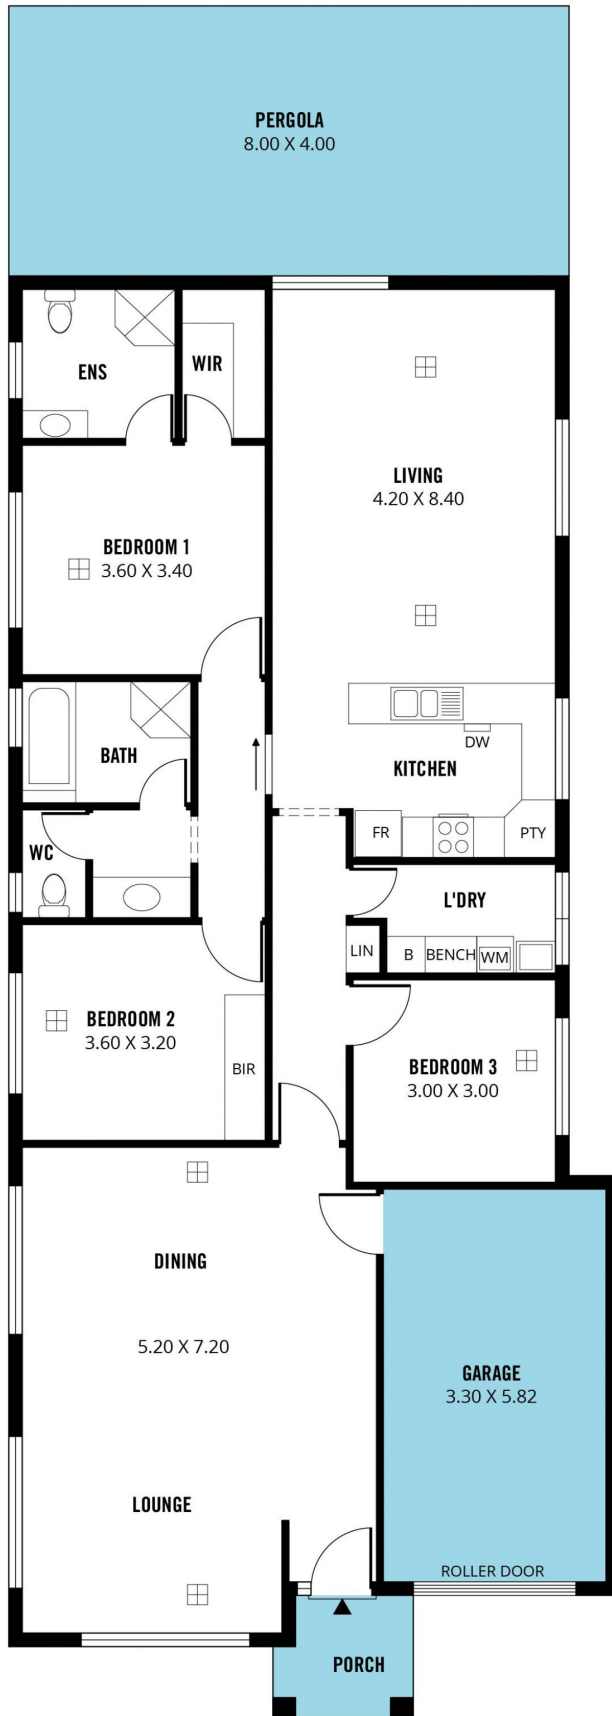 PERGOLA
8.00 X 4.00
ENS
WIR
LIVING
4.20 X 8.40
BEDROOM 1
3.60 X 3.40
BATH
DW
KITCHEN
FR
PTY
WC
L'DRY
LIN
B
BENCH
WM
BEDROOM 2
3.60 X 3.20
BIR
BEDROOM 3
3.00 X 3.00
DINING
5.20 X 7.20
GARAGE
3.30 X 5.82
LOUNGE
ROLLER DOOR
PORCH